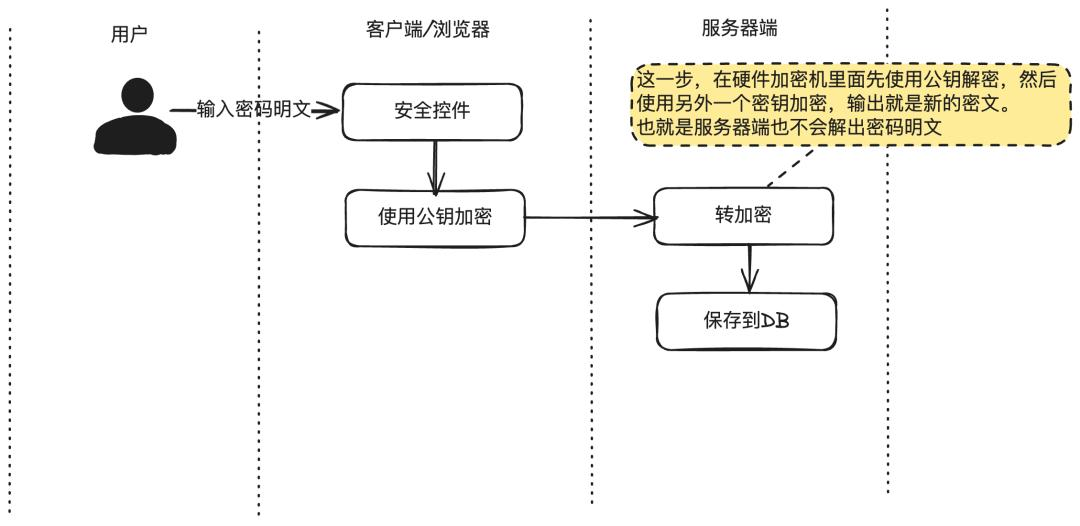 用户
客户端/浏览器
服务器端
输入密码明文
安全控件
这一步，在硬件加密机里面先使用公钥解密，然后
使用另外一个密钥加密，输出就是新的密文。
也就是服务器端也不会解出密码明文
使用公钥加密
转加密
保存到DB